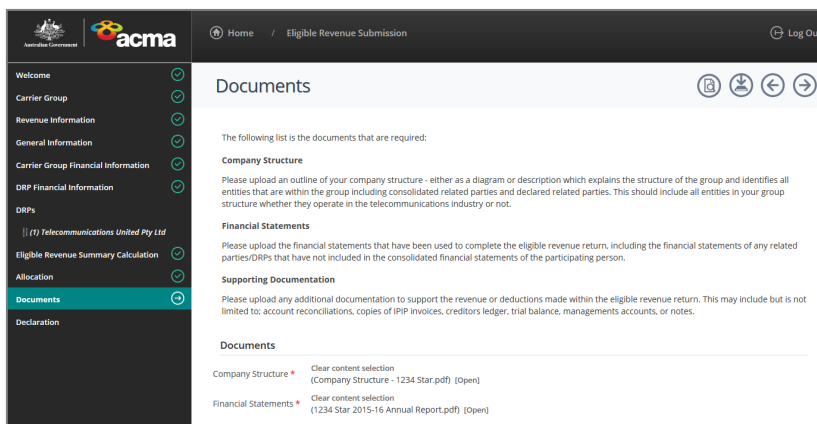 Australian Government
acma
Home / Eligible Revenue Submission
Log Ou
Welcome
Carrier Group
Revenue Information
General Information
Carrier Group Financial Information
DRP Financial Information
DRPs
(1) Telecommunications United Pty Ltd
Eligible Revenue Summary Calculation
Allocation
Documents
Declaration
Documents
The following list is the documents that are required:
Company Structure
Please upload an outline of your company structure - either as a diagram or description which explains the structure of the group and identifies all
entities that are within the group including consolidated related parties and declared related parties. This should include all entities in your group
structure whether they operate in the telecommunications industry or not.
Financial Statements
Please upload the financial statements that have been used to complete the eligible revenue return, including the financial statements of any related
parties/DRPs that have not included in the consolidated financial statements of the participating person.
Supporting Documentation
Please upload any additional documentation to support the revenue or deductions made within the eligible revenue return. This may include but is not
limited to; account reconciliations, copies of IPIP invoices, creditors ledger, trial balance, managements accounts, or notes.
Documents
Company Structure *
Clear content selection
(Company Structure - 1234 Star.pdf) [Open]
Financial Statements *
Clear content selection
(1234 Star 2015-16 Annual Report.pdf) [Open]